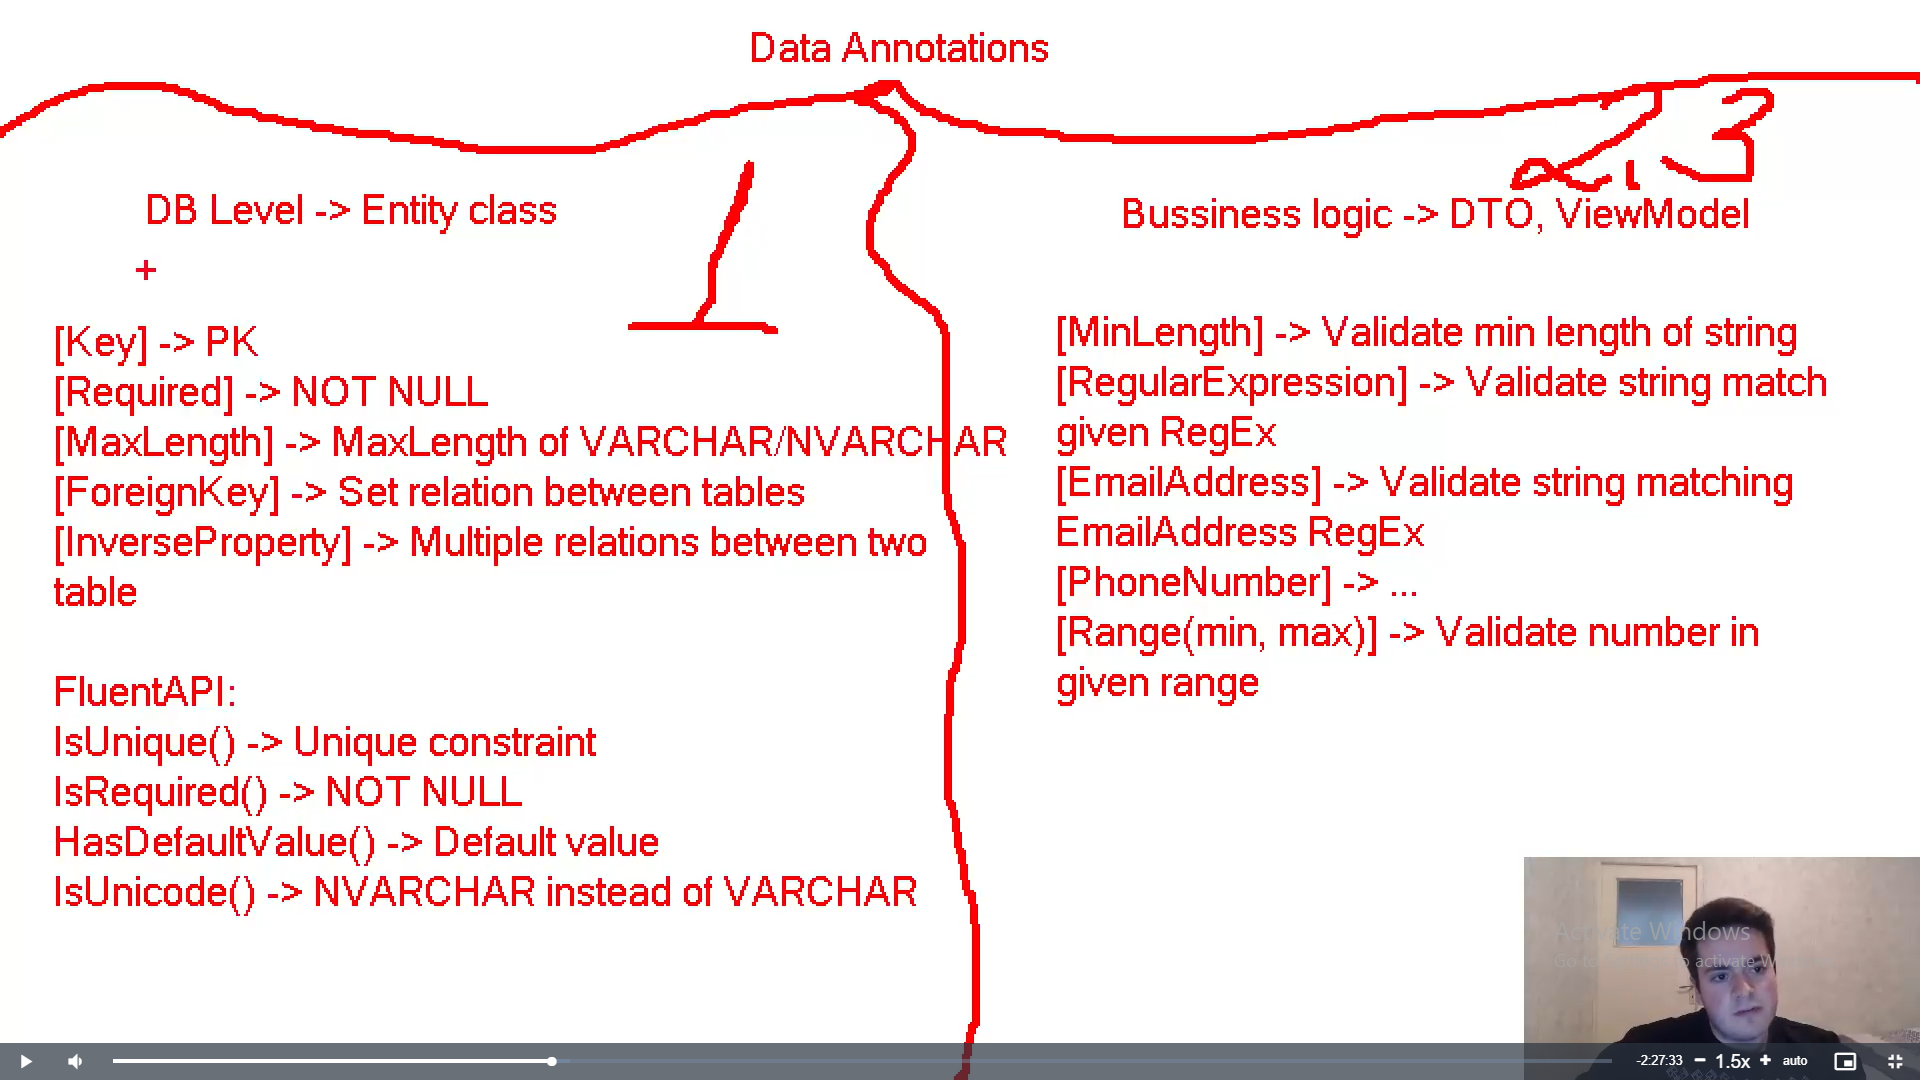 Data Annotations
1
2, 3
DB Level -> Entity class
+
[Key] -> PK
[Required] -> NOT NULL
[MaxLength] -> MaxLength of VARCHAR/NVARCHAR
[ForeignKey] -> Set relation between tables
[InverseProperty] -> Multiple relations between two
table
FluentAPI:
IsUnique() -> Unique constraint
IsRequired() -> NOT NULL
HasDefaultValue() -> Default value
IsUnicode() -> NVARCHAR instead of VARCHAR
Bussiness logic -> DTO, ViewModel
[MinLength] -> Validate min length of string
[RegularExpression] -> Validate string match
given RegEx
[EmailAddress] -> Validate string matching
EmailAddress RegEx
[PhoneNumber] -> ...
[Range(min, max)] -> Validate number in
given range
Activate Windows
Go to activate
-2:27:33 − 1.5x + auto